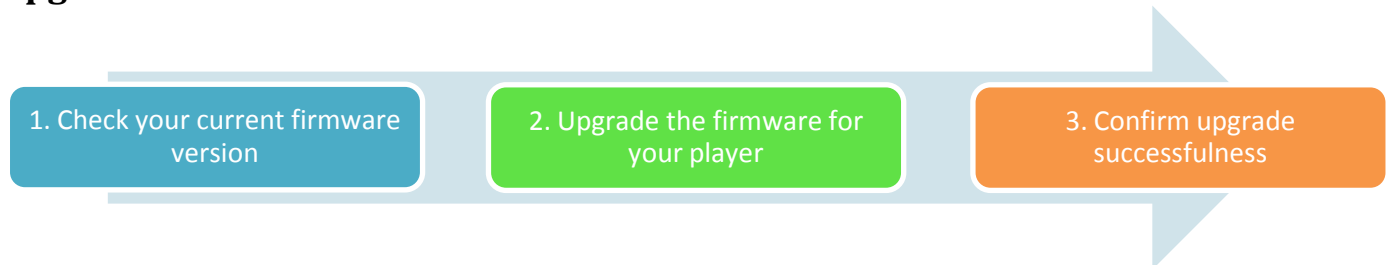 1. Check your current firmware
version
2. Upgrade the firmware for
your player
3. Confirm upgrade
successfulness